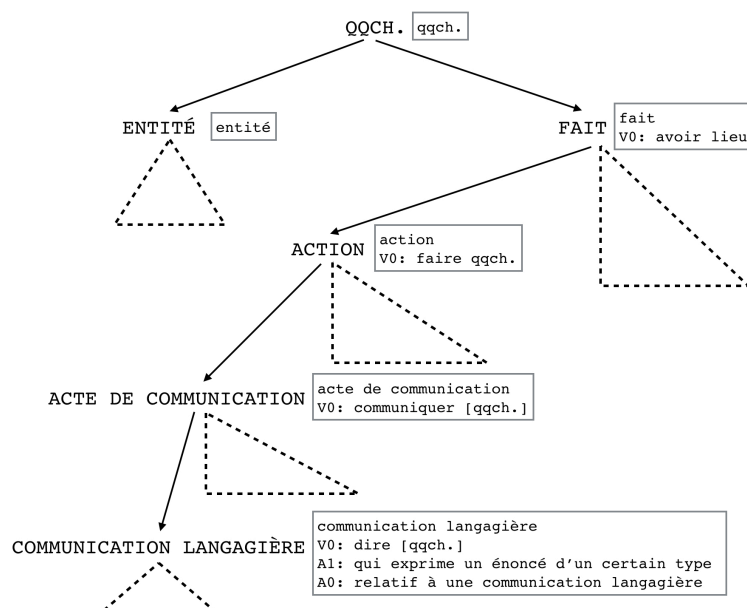 QQCH. qqch.
ENTITÉ entité
FAIT fait
V0: avoir lieu
ACTION action
V0: faire qqch.
ACTE DE COMMUNICATION acte de communication
V0: communiquer [qqch.]
COMMUNICATION LANGAGIÈRE communication langagière
V0: dire [qqch.]
A1: qui exprime un énoncé d'un certain type
A0: relatif à une communication langagière